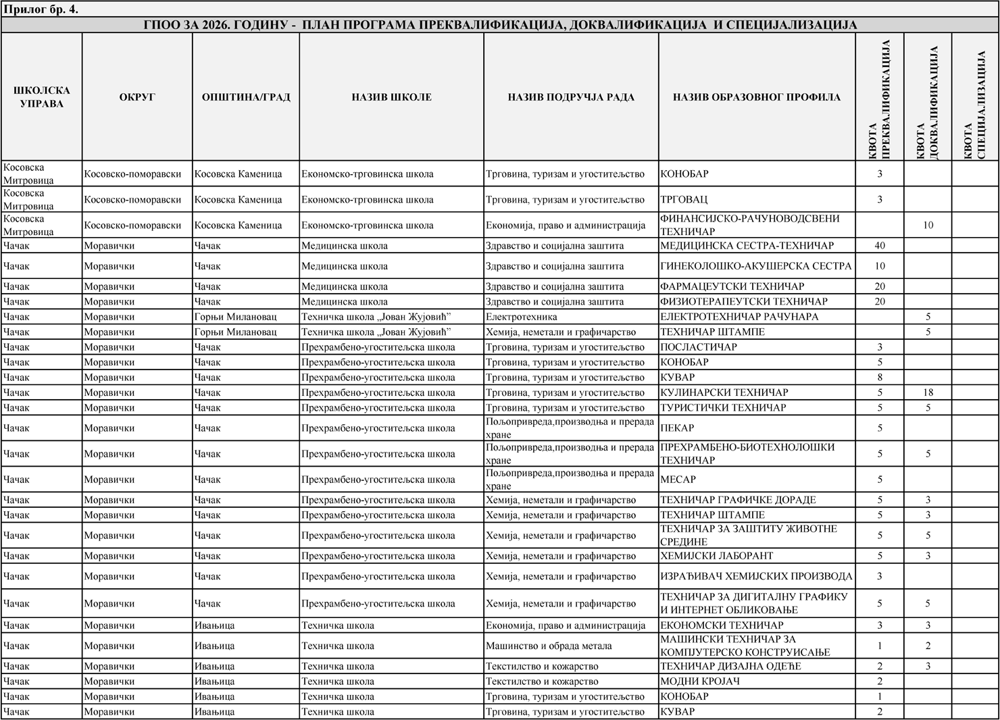 Прилог бр. 4.
ГПОО ЗА 2026. ГОДИНУ - ПЛАН ПРОГРАМА ПРЕКВАЛИФИКАЦИЈА, ДОКВАЛИФИКАЦИЈА И СПЕЦИЈАЛИЗАЦИЈА
ШКОЛСКА УПРАВА ОКРУГ ОПШТИНА/ГРАД НАЗИВ ШКОЛЕ НАЗИВ ПОДРУЧЈА РАДА НАЗИВ ОБРАЗОВНОГ ПРОФИЛА КВОТА ПРЕКВАЛИФИКАЦИЈА КВОТА ДОКВАЛИФИКАЦИЈА КВОТА СПЕЦИЈАЛИЗАЦИЈА
Косовска Митровица Косовско-поморавски Косовска Каменица Економско-трговинска школа Трговина, туризам и угоститељство КОНОБАР 3
Косовска Митровица Косовско-поморавски Косовска Каменица Економско-трговинска школа Трговина, туризам и угоститељство ТРГОВАЦ 3
Косовска Митровица Косовско-поморавски Косовска Каменица Економско-трговинска школа Економија, право и администрација ФИНАНСИЈСКО-РАЧУНОВОДСВЕНИ ТЕХНИЧАР 10
Чачак Моравички Чачак Медицинска школа Здравство и социјална заштита МЕДИЦИНСКА СЕСТРА-ТЕХНИЧАР 40
Чачак Моравички Чачак Медицинска школа Здравство и социјална заштита ГИНЕКОЛОШКО-АКУШЕРСКА СЕСТРА 10
Чачак Моравички Чачак Медицинска школа Здравство и социјална заштита ФАРМАЦЕУТСКИ ТЕХНИЧАР 20
Чачак Моравички Чачак Медицинска школа Здравство и социјална заштита ФИЗИОТЕРАПЕУТСКИ ТЕХНИЧАР 20
Чачак Моравички Горњи Милановац Техничка школа „Јован Жујовић” Електротехника ЕЛЕКТРОТЕХНИЧАР РАЧУНАРА 5
Чачак Моравички Горњи Милановац Техничка школа „Јован Жујовић” Хемија, неметали и графичарство ТЕХНИЧАР ШТАМПЕ 5
Чачак Моравички Чачак Прехрамбено-угоститељска школа Трговина, туризам и угоститељство ПОСЛАСТИЧАР 3
Чачак Моравички Чачак Прехрамбено-угоститељска школа Трговина, туризам и угоститељство КОНОБАР 5
Чачак Моравички Чачак Прехрамбено-угоститељска школа Трговина, туризам и угоститељство КУВАР 8
Чачак Моравички Чачак Прехрамбено-угоститељска школа Трговина, туризам и угоститељство КУЛИНАРСКИ ТЕХНИЧАР 5 18
Чачак Моравички Чачак Прехрамбено-угоститељска школа Трговина, туризам и угоститељство ТУРИСТИЧКИ ТЕХНИЧАР 5 5
Чачак Моравички Чачак Прехрамбено-угоститељска школа Пољопривреда,производња и прерада хране ПЕКАР 5
Чачак Моравички Чачак Прехрамбено-угоститељска школа Пољопривреда,производња и прерада хране ПРЕХРАМБЕНО-БИОТЕХНОЛОШКИ ТЕХНИЧАР 5 5
Чачак Моравички Чачак Прехрамбено-угоститељска школа Пољопривреда,производња и прерада хране МЕСАР 5
Чачак Моравички Чачак Прехрамбено-угоститељска школа Хемија, неметали и графичарство ТЕХНИЧАР ГРАФИЧКЕ ДОРАДЕ 5 3
Чачак Моравички Чачак Прехрамбено-угоститељска школа Хемија, неметали и графичарство ТЕХНИЧАР ШТАМПЕ 5 3
Чачак Моравички Чачак Прехрамбено-угоститељска школа Хемија, неметали и графичарство ТЕХНИЧАР ЗА ЗАШТИТУ ЖИВОТНЕ СРЕДИНЕ 5 5
Чачак Моравички Чачак Прехрамбено-угоститељска школа Хемија, неметали и графичарство ХЕМИЈСКИ ЛАБОРАНТ 5 3
Чачак Моравички Чачак Прехрамбено-угоститељска школа Хемија, неметали и графичарство ИЗРАЂИВАЧ ХЕМИЈСКИХ ПРОИЗВОДА 3
Чачак Моравички Чачак Прехрамбено-угоститељска школа Хемија, неметали и графичарство ТЕХНИЧАР ЗА ДИГИТАЛНУ ГРАФИКУ И ИНТЕРНЕТ ОБЛИКОВАЊЕ 5 5
Чачак Моравички Ивањица Техничка школа Економија, право и администрација ЕКОНОМСКИ ТЕХНИЧАР 3 3
Чачак Моравички Ивањица Техничка школа Машинство и обрада метала МАШИНСКИ ТЕХНИЧАР ЗА КОМПЈУТЕРСКО КОНСТРУИСАЊЕ 1 2
Чачак Моравички Ивањица Техничка школа Текстилство и кожарство ТЕХНИЧАР ДИЗАЈНА ОДЕЋЕ 2 3
Чачак Моравички Ивањица Техничка школа Текстилство и кожарство МОДНИ КРОЈАЧ 2
Чачак Моравички Ивањица Техничка школа Трговина, туризам и угоститељство КОНОБАР 1
Чачак Моравички Ивањица Техничка школа Трговина, туризам и угоститељство КУВАР 2